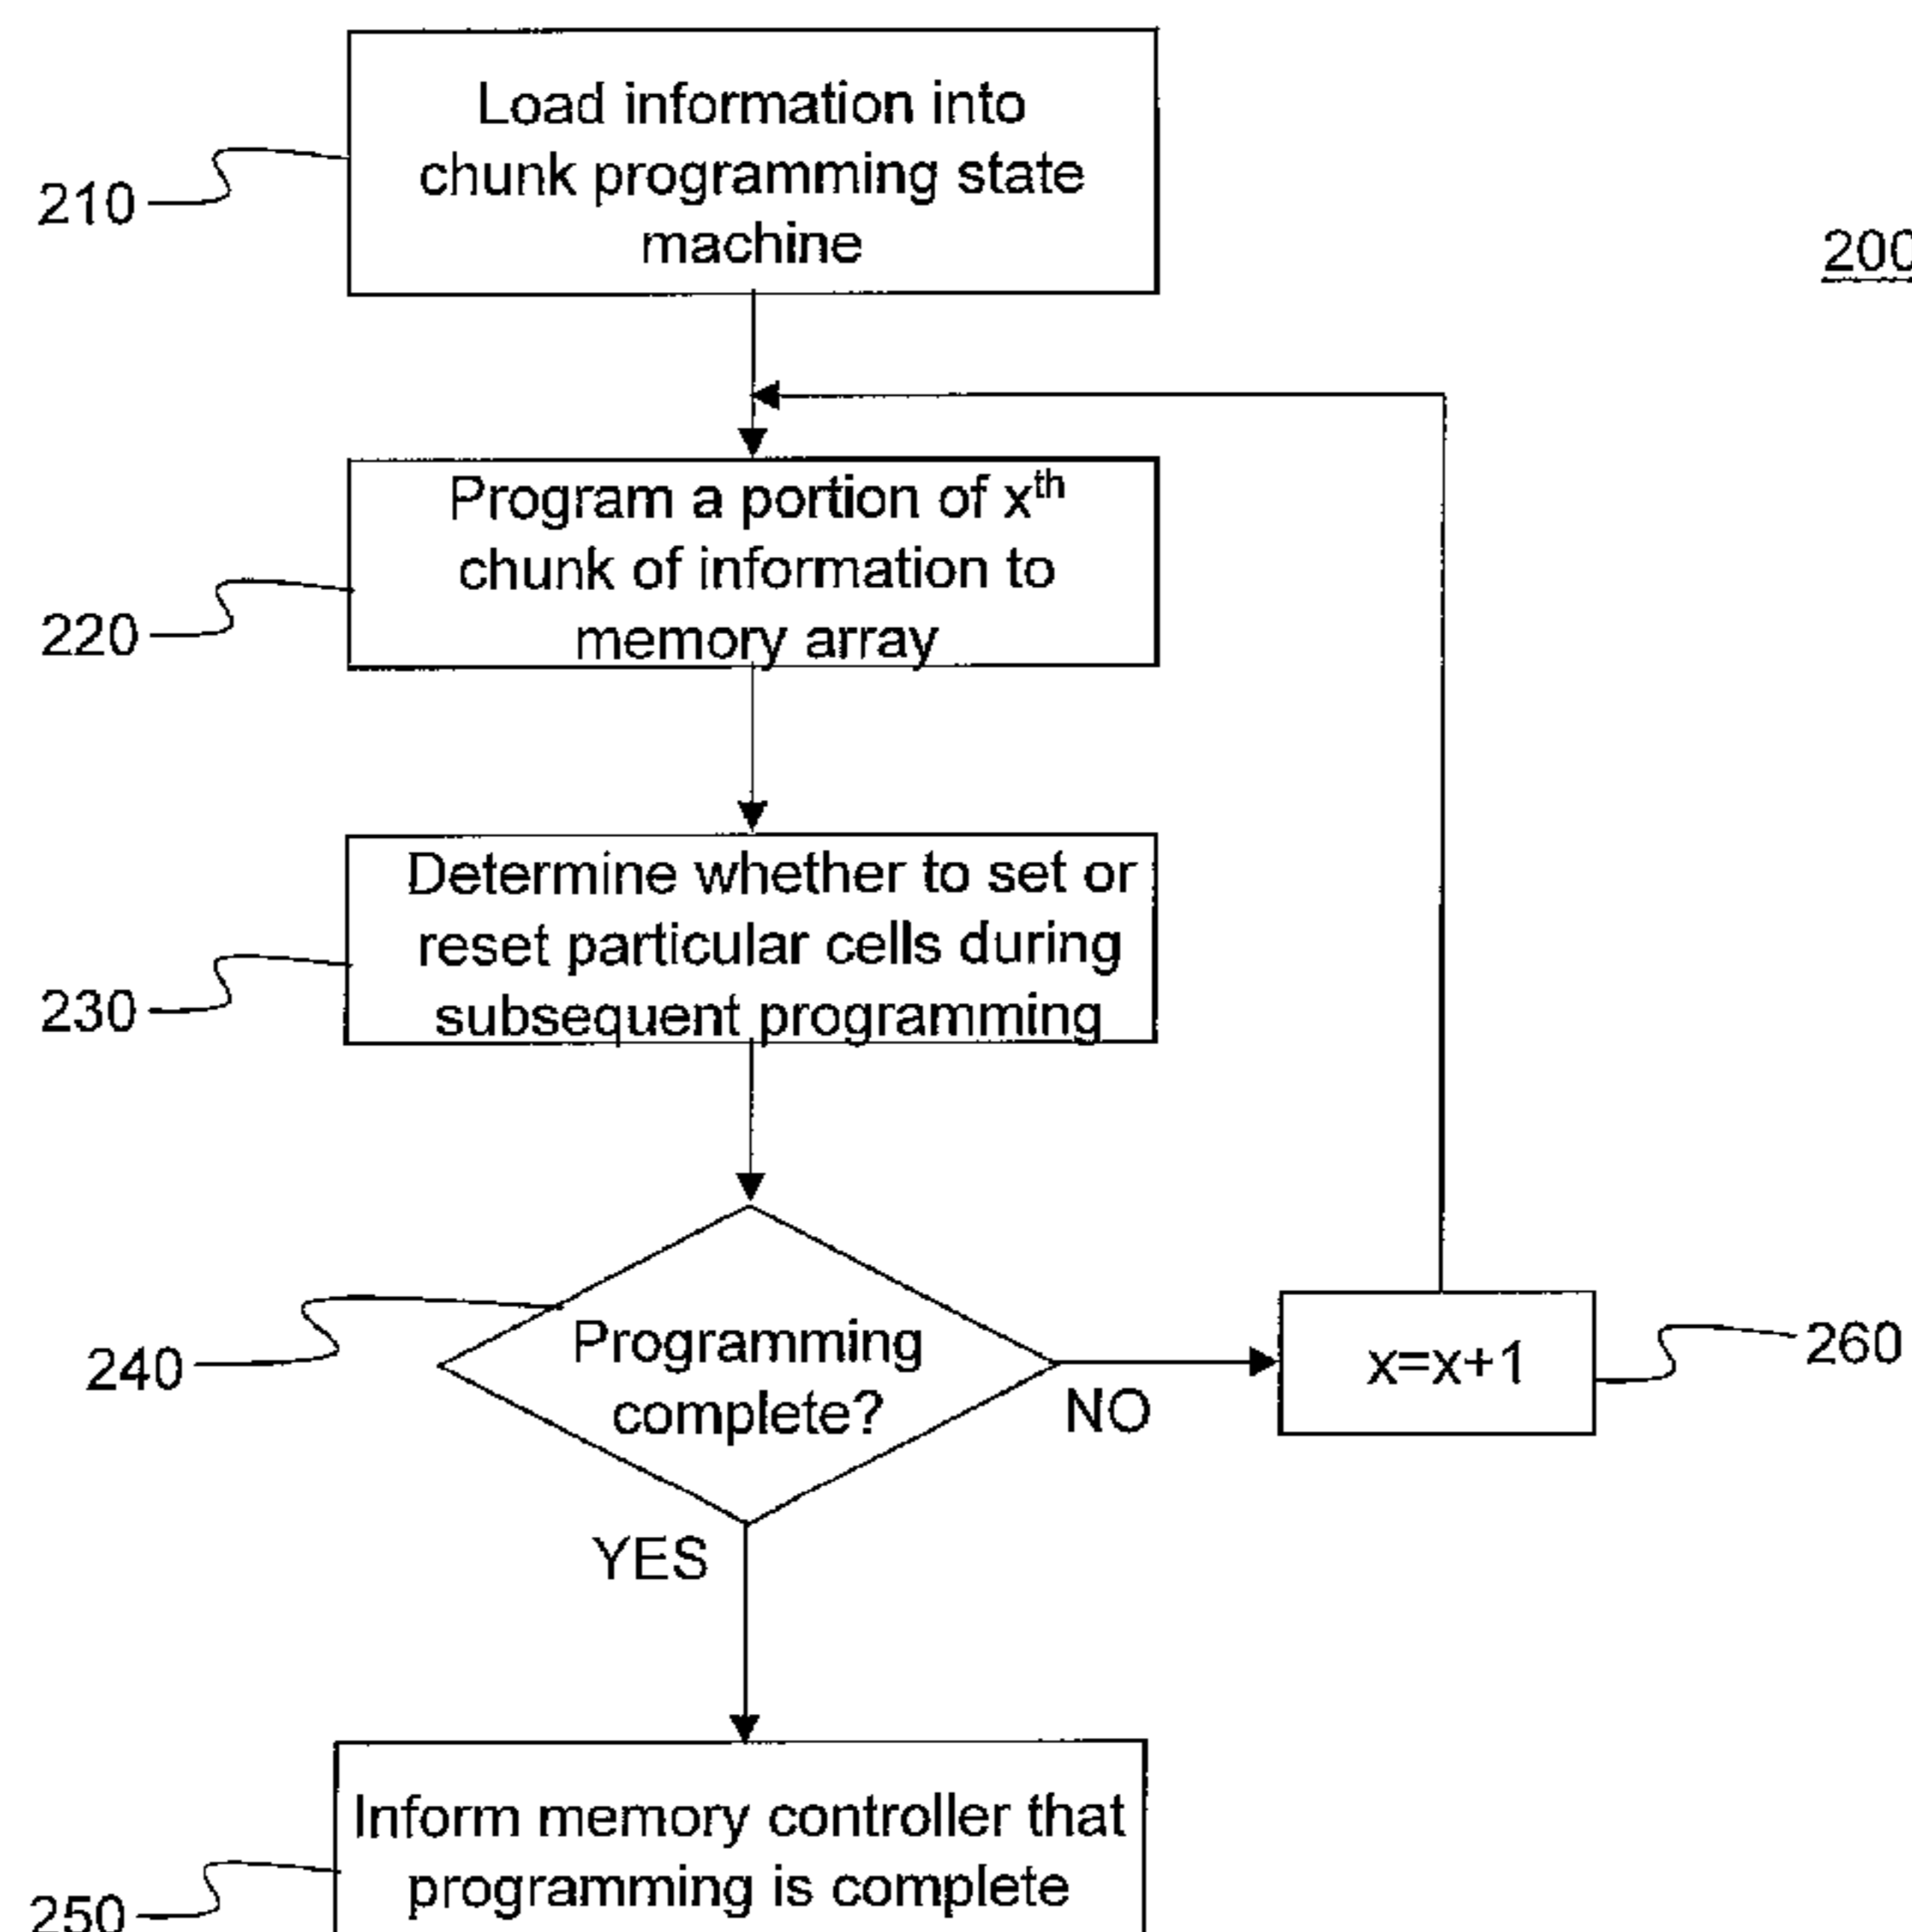 Load information into
chunk programming state
machine
210
200
Program a portion of xth
chunk of information to
memory array
220
Determine whether to set or
reset particular cells during
subsequent programming
230
Programming
complete?
240
NO
x=x+1
260
YES
Inform memory controller that
programming is complete
250